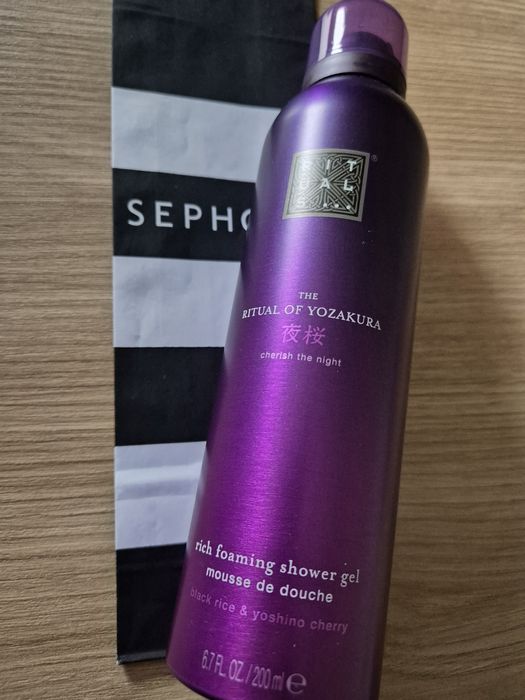 SEPHO
RIT
UAL
S...
®
THE
RITUAL OF YOZAKURA
夜桜
cherish the night
rich foaming shower gel
mousse de douche
black rice & yoshino cherry
6.7 FL. OZ. / 200 ml ℮